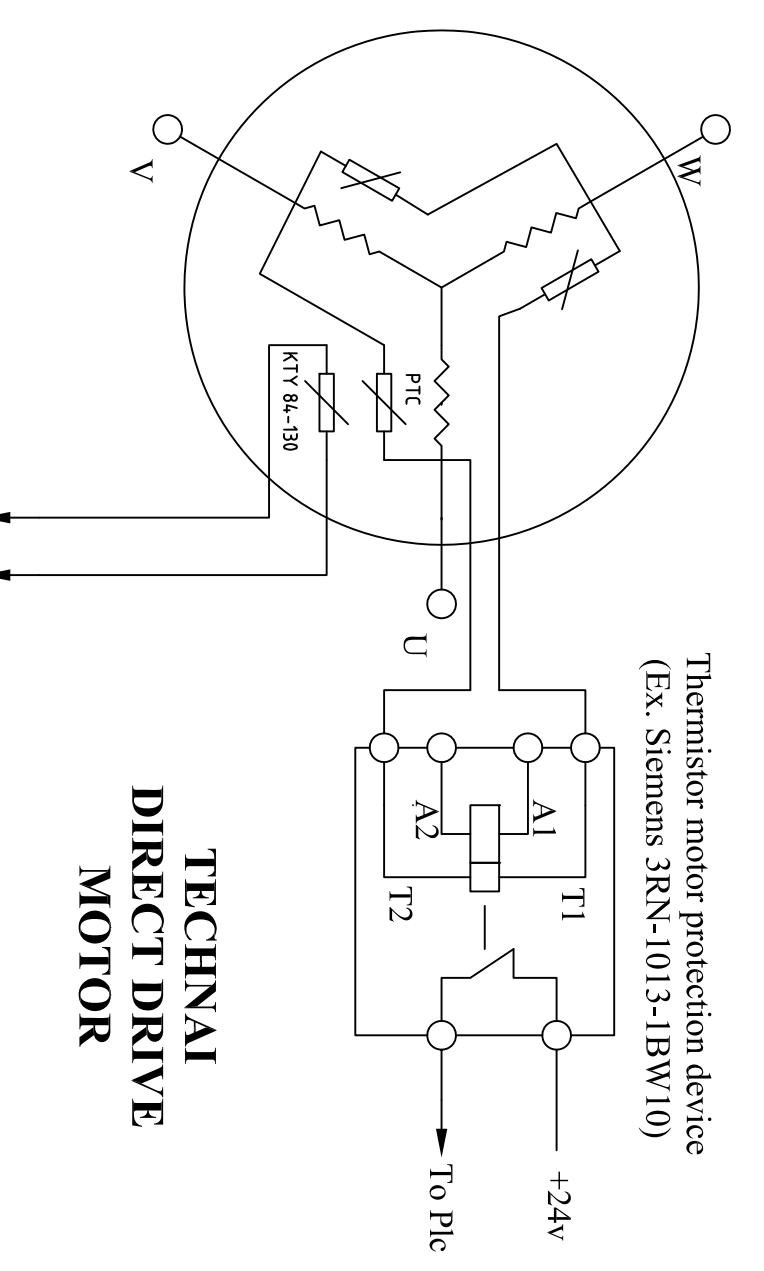 W
V
PTC
KTY 84-130
U
Thermistor motor protection device
(Ex. Siemens 3RN-1013-1BW10)
A1
A2
T1
T2
+24v
To Plc
TECHNAI
DIRECT DRIVE
MOTOR